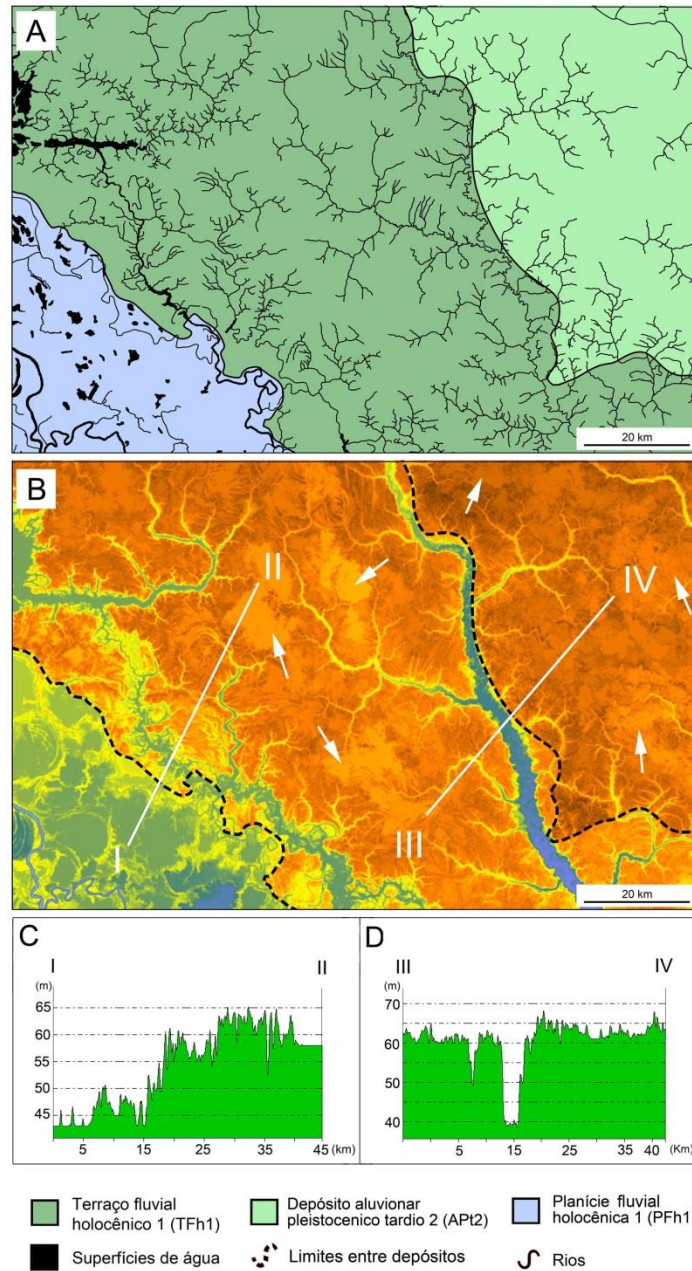 A
20 km
B
II
IV
I
III
20 km
C
I
II
(m)
65
60
55
50
45
5
15
25
35
45 (km)
D
III
IV
(m)
70
60
50
40
5
15
25
35
40 (Km)
Terraço fluvial
holocênico 1 (TFh1)
Depósito aluvionar
pleistocenico tardio 2 (APt2)
Planície fluvial
holocênica 1 (PFh1
Superfícies de água
Limites entre depósitos
Rios